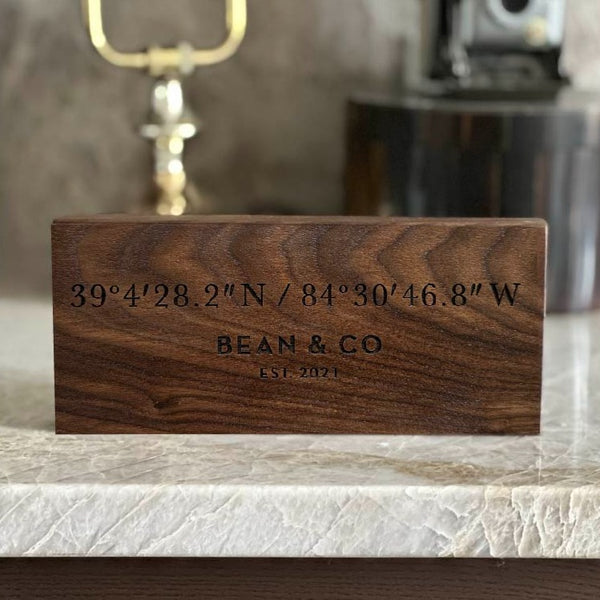 39°4'28.2"N / 84°30'46.8"W
BEAN & CO
EST. 2021